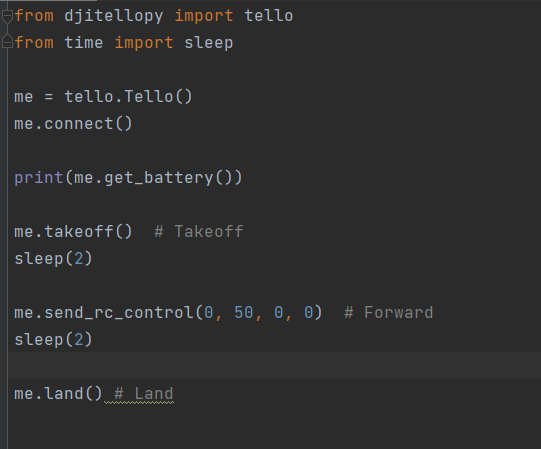 from djitellopy import tello
from time import sleep
me = tello.Tello()
me.connect()
print(me.get_battery())
me.takeoff()  # Takeoff
sleep(2)
me.send_rc_control(0, 50, 0, 0)  # Forward
sleep(2)
me.land() # Land